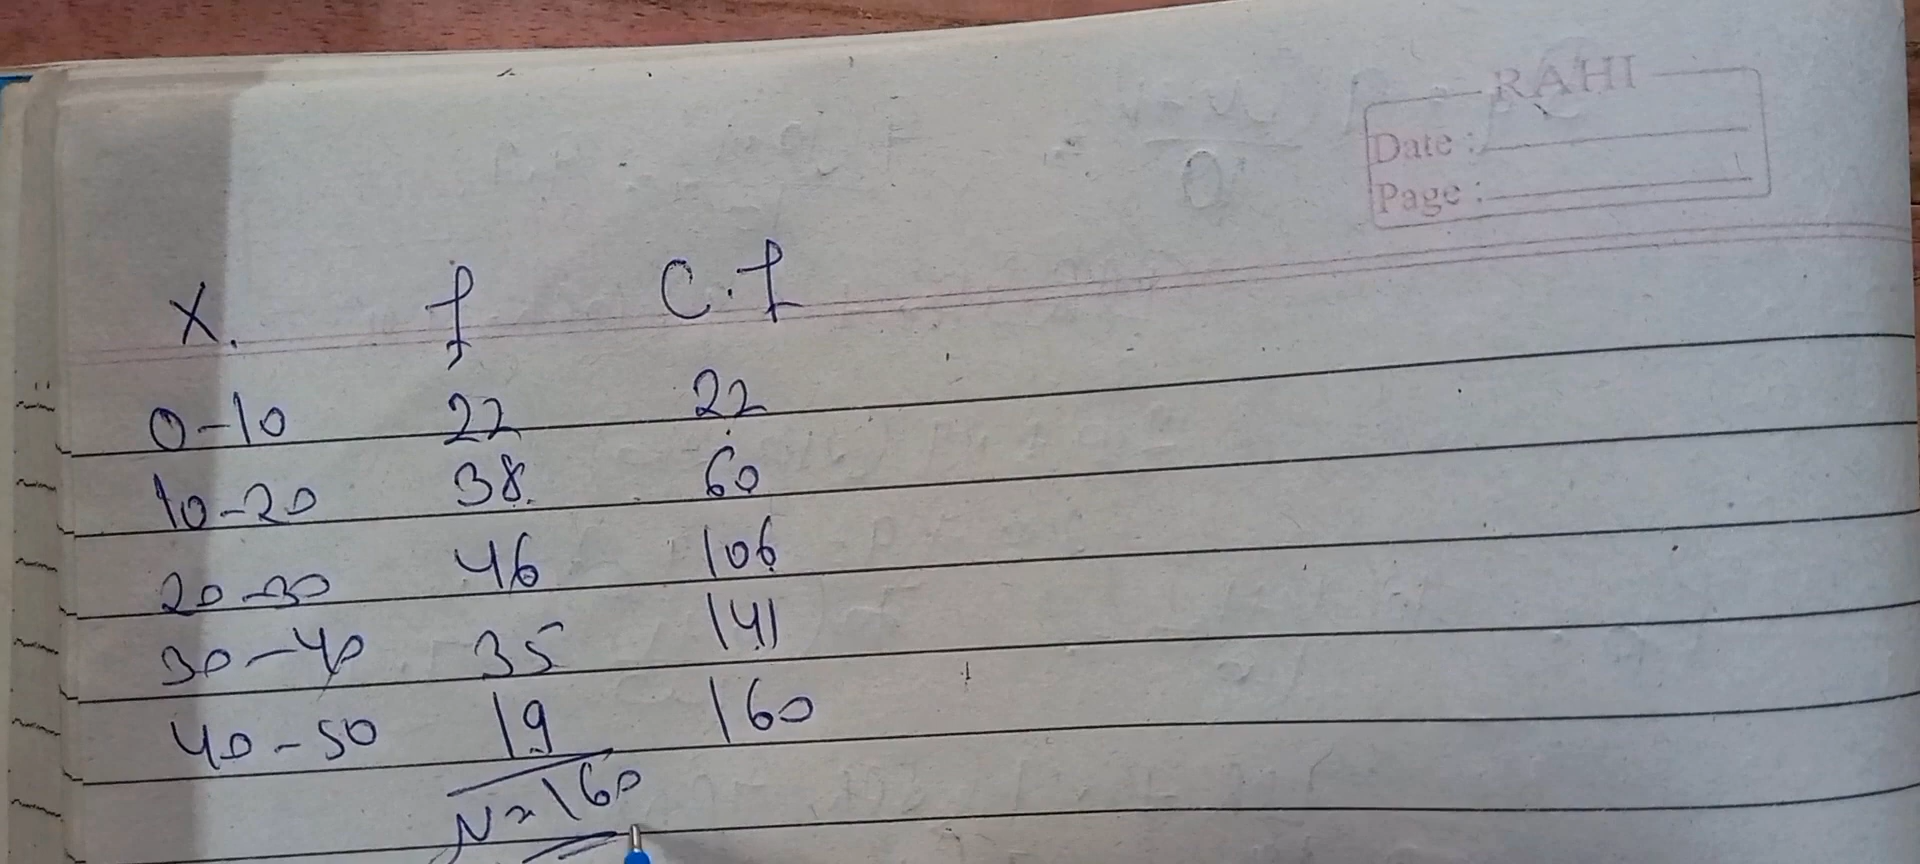 RAHI
Date :
Page :
X. f C.f
0-10 22 22
10-20 38 60
20-30 46 106
30-40 35 141
40-50 19 160
N = 160